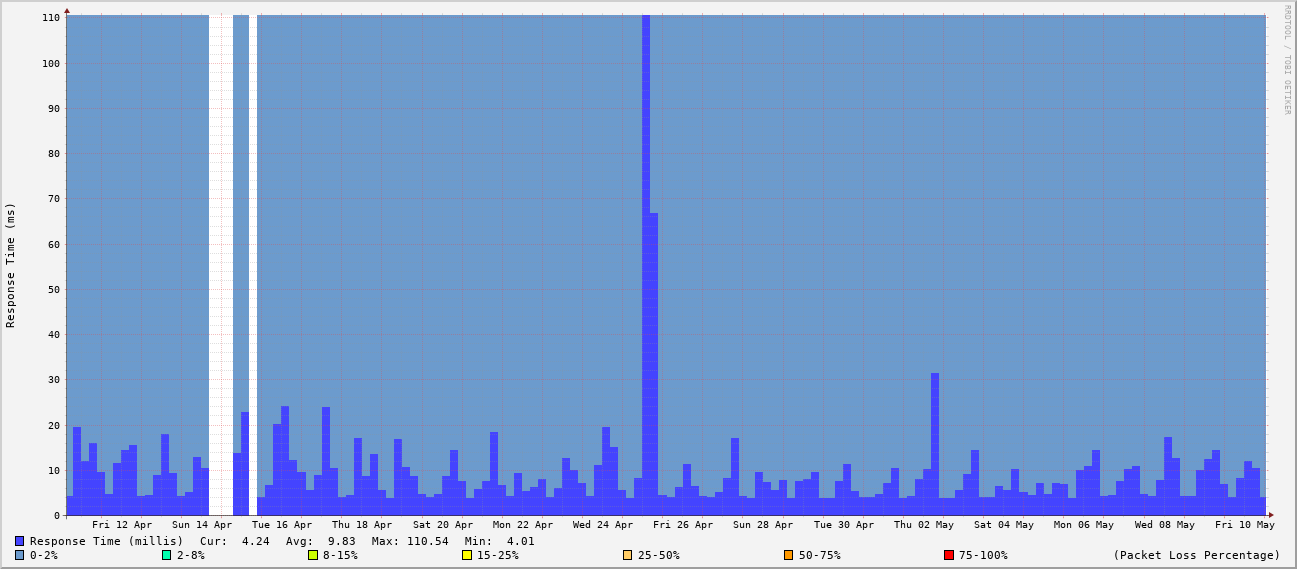 RRDTOOL / TOBI OETIKER
Response Time (ms)
110
100
90
80
70
60
50
40
30
20
10
0
Fri 12 Apr Sun 14 Apr Tue 16 Apr Thu 18 Apr Sat 20 Apr Mon 22 Apr Wed 24 Apr Fri 26 Apr Sun 28 Apr Tue 30 Apr Thu 02 May Sat 04 May Mon 06 May Wed 08 May Fri 10 May
Response Time (millis) Cur: 4.24 Avg: 9.83 Max: 110.54 Min: 4.01
0-2% 2-8% 8-15% 15-25% 25-50% 50-75% 75-100% (Packet Loss Percentage)